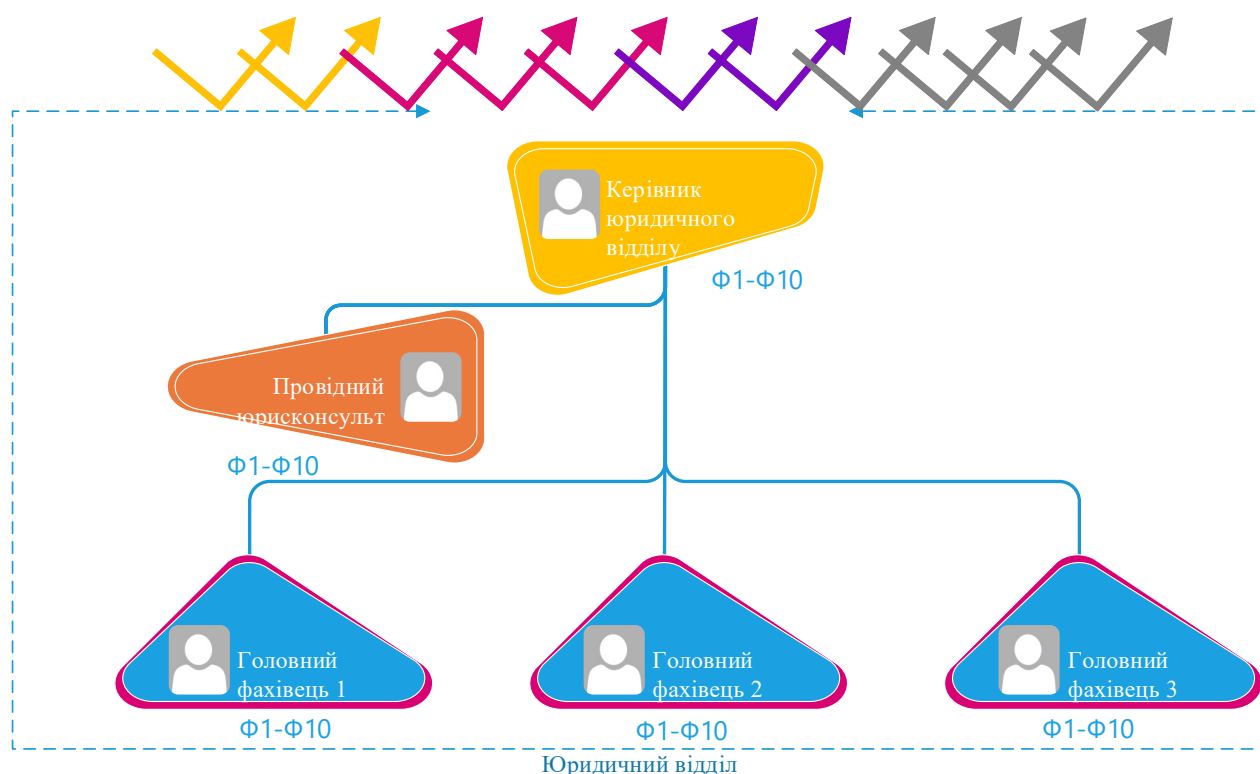 Керівник
юридичного
відділу
Ф1-Ф10
Провідний
юрисконсульт
Ф1-Ф10
Головний
фахівець 1
Ф1-Ф10
Головний
фахівець 2
Ф1-Ф10
Головний
фахівець 3
Ф1-Ф10
Юридичний відділ